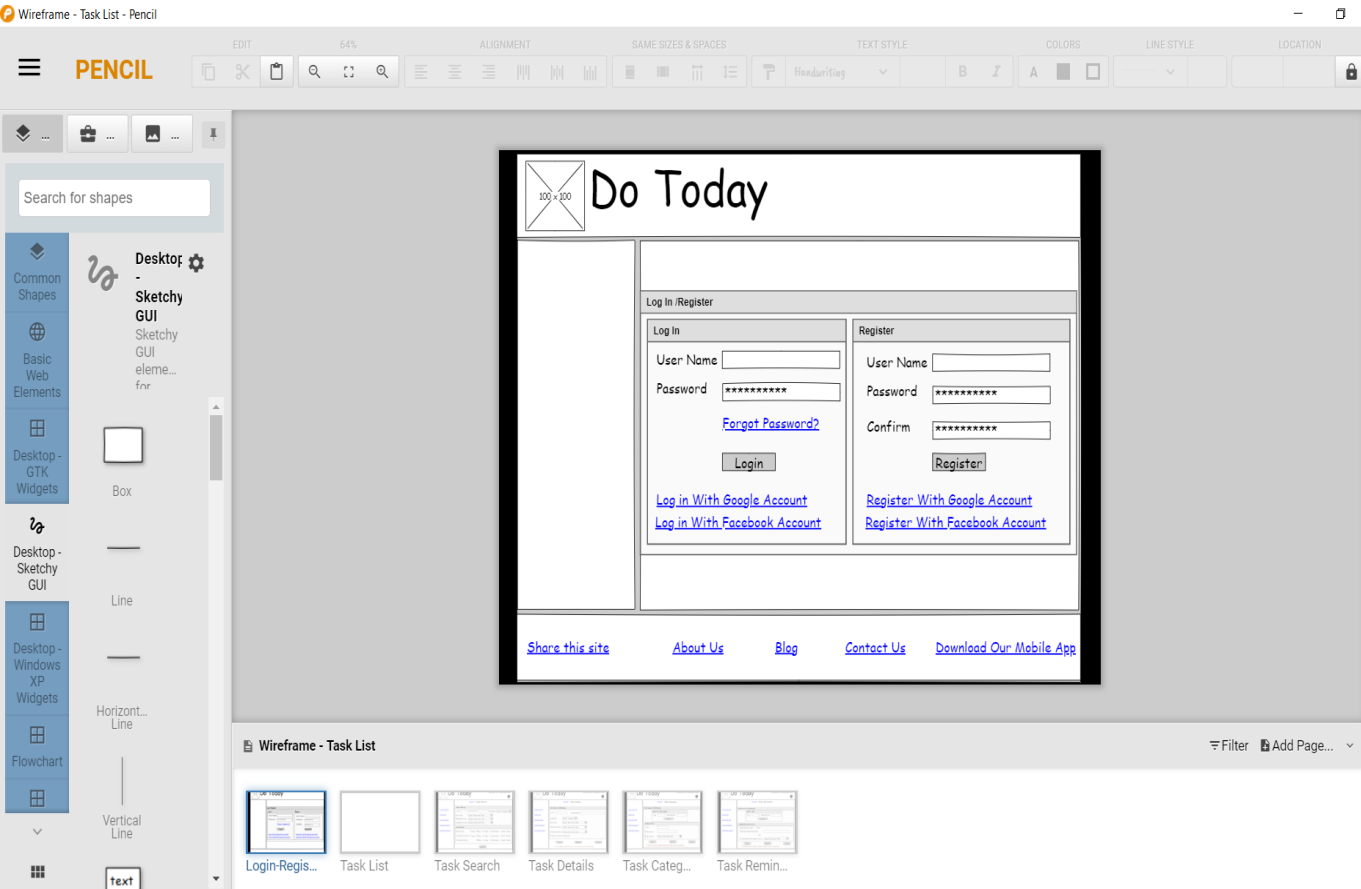 Wireframe - Task List - Pencil
EDIT 64% ALIGNMENT SAME SIZES & SPACES TEXT STYLE COLORS LINE STYLE LOCATION
PENCIL
Handwriting B I A
... ... ...
Search for shapes
Common
Shapes
Basic
Web
Elements
Desktop -
GTK
Widgets
Desktop -
Sketchy
GUI
Desktop -
Windows
XP
Widgets
Flowchart
Desktop
-
Sketchy
GUI
Sketchy
GUI
eleme...
for
Box
Line
Horizont...
Line
Vertical
Line
text
100 x 100
Do Today
Log In /Register
Log In
User Name
Password **********
Forgot Password?
Login
Log in With Google Account
Log in With Facebook Account
Register
User Name
Password **********
Confirm **********
Register
Register With Google Account
Register With Facebook Account
Share this site About Us Blog Contact Us Download Our Mobile App
Wireframe - Task List
Filter Add Page...
Login-Regis... Task List Task Search Task Details Task Categ... Task Remin...